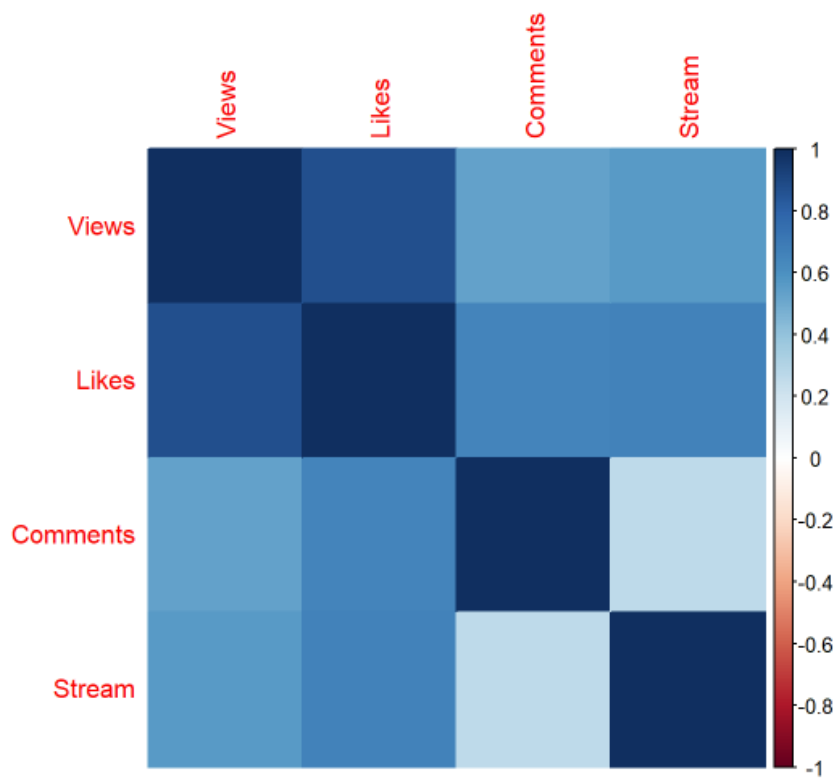 Views
Likes
Comments
Stream
Views
Likes
Comments
Stream
1
0.8
0.6
0.4
0.2
0
-0.2
-0.4
-0.6
-0.8
-1